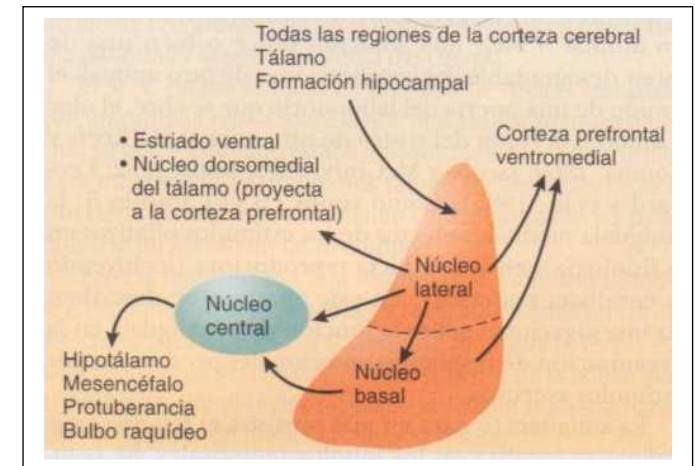 Todas las regiones de la corteza cerebral
Tálamo
Formación hipocampal
• Estriado ventral
• Núcleo dorsomedial
del tálamo (proyecta
a la corteza prefrontal)
Corteza prefrontal
ventromedial
Núcleo
lateral
Núcleo
central
Núcleo
basal
Hipotálamo
Mesencéfalo
Protuberancia
Bulbo raquídeo